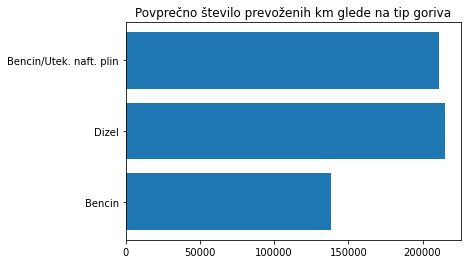 Povprečno število prevoženih km glede na tip goriva
Bencin/Utek. naft. plin
Dizel
Bencin
0 50000 100000 150000 200000